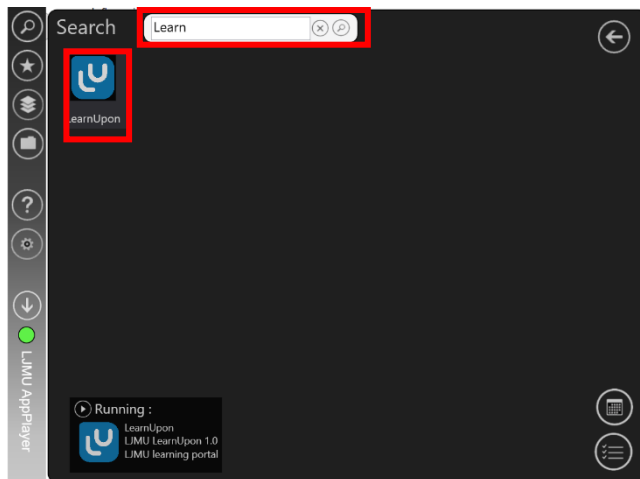 Search
Learn
LearnUpon
Running :
LearnUpon
LJMU LearnUpon 1.0
LJMU learning portal
LJMU AppPlayer